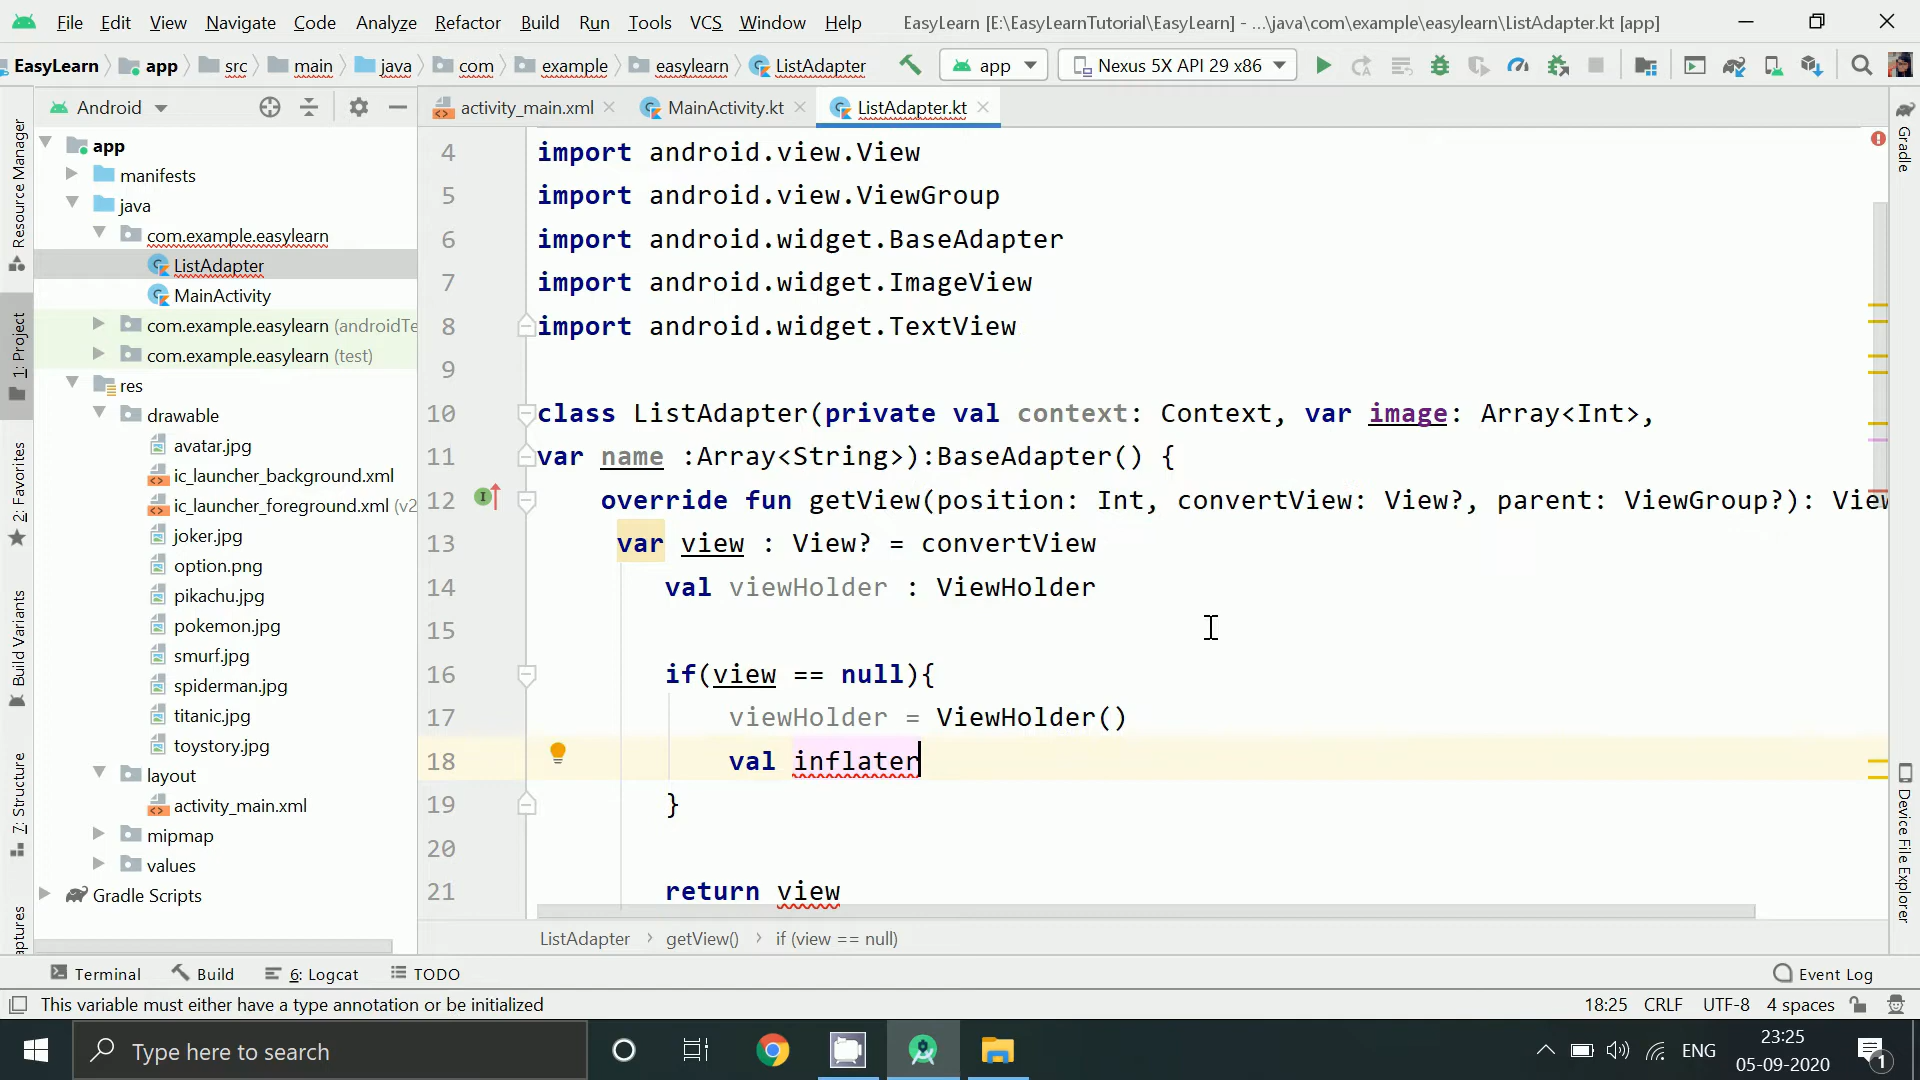 File Edit View Navigate Code Analyze Refactor Build Run Tools VCS Window Help EasyLearn [E:\EasyLearnTutorial\EasyLearn] - ...\java\com\example\easylearn\ListAdapter.kt [app]
EasyLearn app src main java com example easylearn ListAdapter app Nexus 5X API 29 x86
Android
activity_main.xml MainActivity.kt ListAdapter.kt
Resource Manager
1: Project
2: Favorites
Build Variants
7: Structure
aptures
app
manifests
java
com.example.easylearn
ListAdapter
MainActivity
com.example.easylearn (androidTe
com.example.easylearn (test)
res
drawable
avatar.jpg
ic_launcher_background.xml
ic_launcher_foreground.xml (v2
joker.jpg
option.png
pikachu.jpg
pokemon.jpg
smurf.jpg
spiderman.jpg
titanic.jpg
toystory.jpg
layout
activity_main.xml
mipmap
values
Gradle Scripts
4 import android.view.View
5 import android.view.ViewGroup
6 import android.widget.BaseAdapter
7 import android.widget.ImageView
8 import android.widget.TextView
9
10 class ListAdapter(private val context: Context, var image: Array<Int>,
11 var name :Array<String>):BaseAdapter() {
12 override fun getView(position: Int, convertView: View?, parent: ViewGroup?): View
13 var view : View? = convertView
14 val viewHolder : ViewHolder
15
16 if(view == null){
17 viewHolder = ViewHolder()
18 val inflater
19 }
20
21 return view
Gradle
Device File Explorer
ListAdapter › getView() › if (view == null)
Terminal Build 6: Logcat TODO Event Log
This variable must either have a type annotation or be initialized 18:25 CRLF UTF-8 4 spaces
Type here to search ENG 23:25
05-09-2020 1